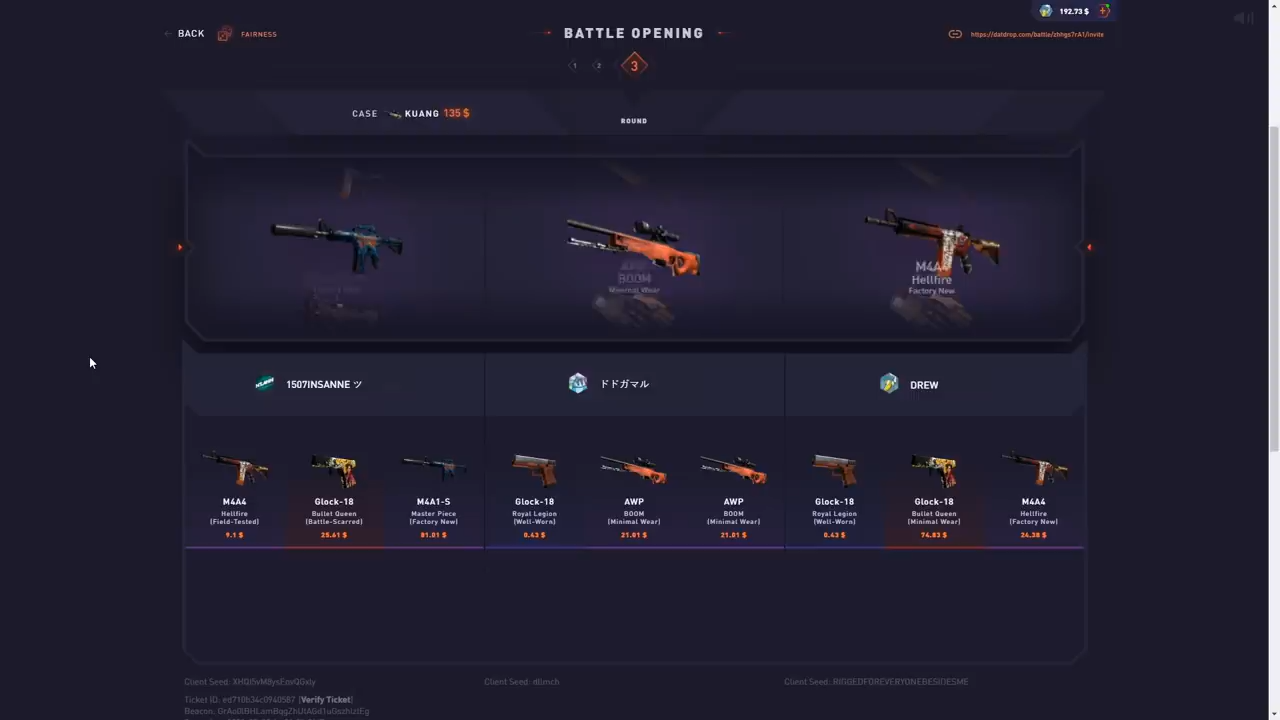 192.73 $
BACK
FAIRNESS
BATTLE OPENING
https://datdrop.com/battle/zhhgs7rA1/invite
1 2 3
CASE KUANG 135 $
ROUND
BOOM
Minimal Wear
M4A4
Hellfire
Factory New
1507INSANNE ツ
ドドガマル
DREW
M4A4
Hellfire
(Field-Tested)
9.1 $
Glock-18
Bullet Queen
(Battle-Scarred)
25.61 $
M4A1-S
Master Piece
(Factory New)
81.01 $
Glock-18
Royal Legion
(Well-Worn)
0.43 $
AWP
BOOM
(Minimal Wear)
21.01 $
AWP
BOOM
(Minimal Wear)
21.01 $
Glock-18
Royal Legion
(Well-Worn)
0.43 $
Glock-18
Bullet Queen
(Minimal Wear)
74.83 $
M4A4
Hellfire
(Factory New)
24.38 $
Client Seed:
Client Seed: dllmch
Client Seed: RIGGEDFOREVERYONEBESIDESME
Ticket ID: ed710b34c0940587 (Verify Ticket)
Beacon: